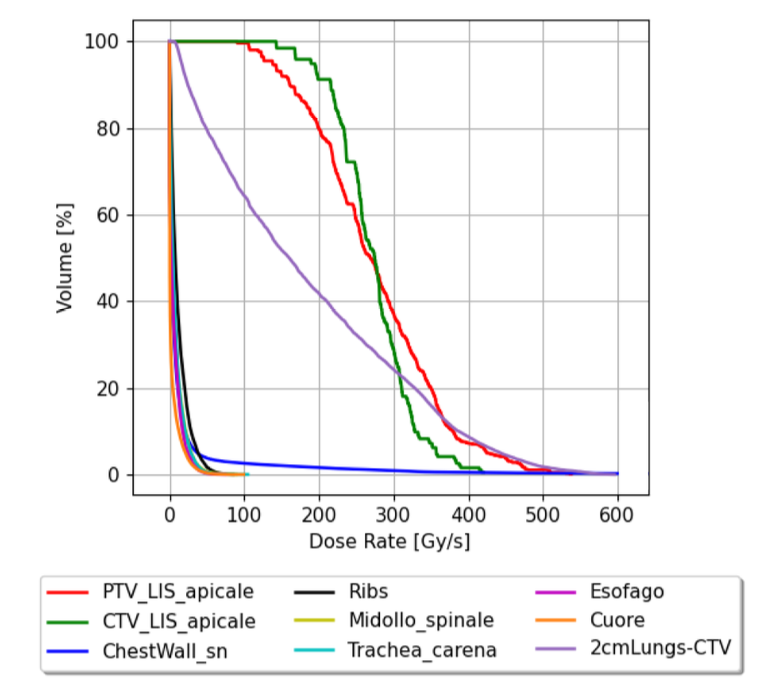 100
80
60
40
20
0
Volume [%]
0 100 200 300 400 500 600
Dose Rate [Gy/s]
PTV_LIS_apicale Ribs Esofago
CTV_LIS_apicale Midollo_spinale Cuore
ChestWall_sn Trachea_carena 2cmLungs-CTV